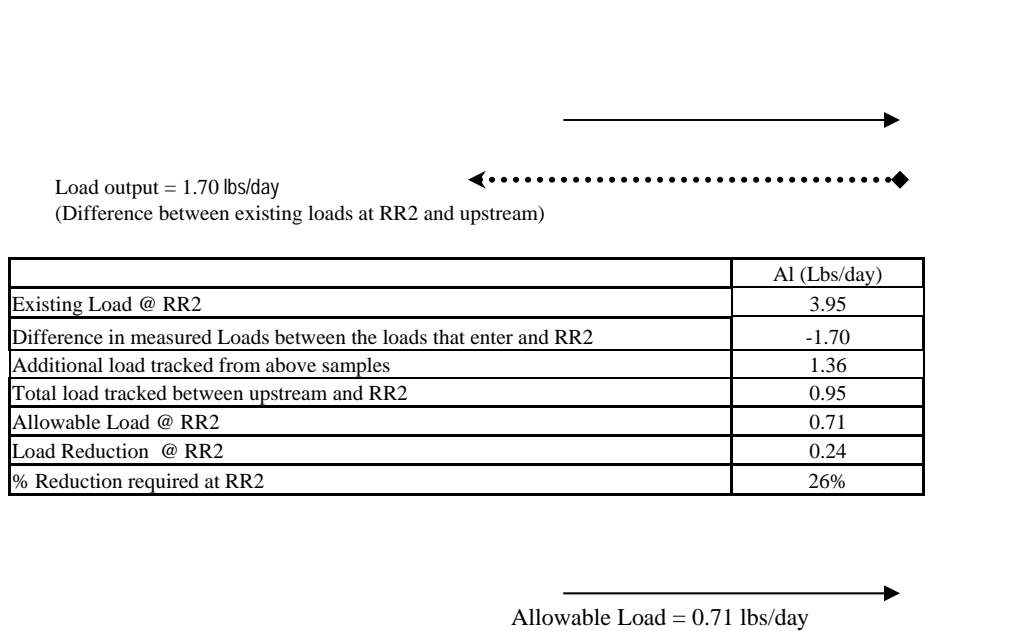 Load output = 1.70 lbs/day
(Difference between existing loads at RR2 and upstream)
Al (Lbs/day)
Existing Load @ RR2 3.95
Difference in measured Loads between the loads that enter and RR2 -1.70
Additional load tracked from above samples 1.36
Total load tracked between upstream and RR2 0.95
Allowable Load @ RR2 0.71
Load Reduction @ RR2 0.24
% Reduction required at RR2 26%
Allowable Load = 0.71 lbs/day